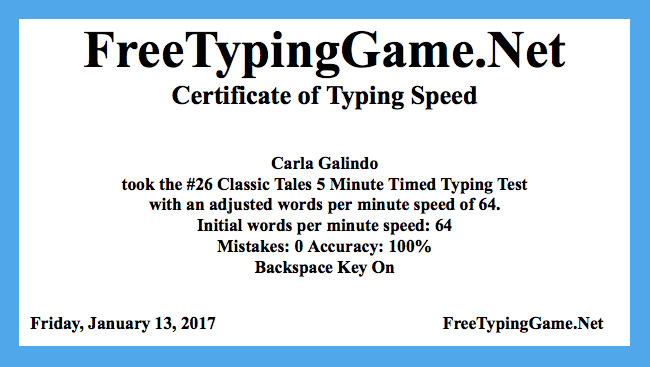 FreeTypingGame.Net
Certificate of Typing Speed
Carla Galindo
took the #26 Classic Tales 5 Minute Timed Typing Test
with an adjusted words per minute speed of 64.
Initial words per minute speed: 64
Mistakes: 0 Accuracy: 100%
Backspace Key On
Friday, January 13, 2017 FreeTypingGame.Net